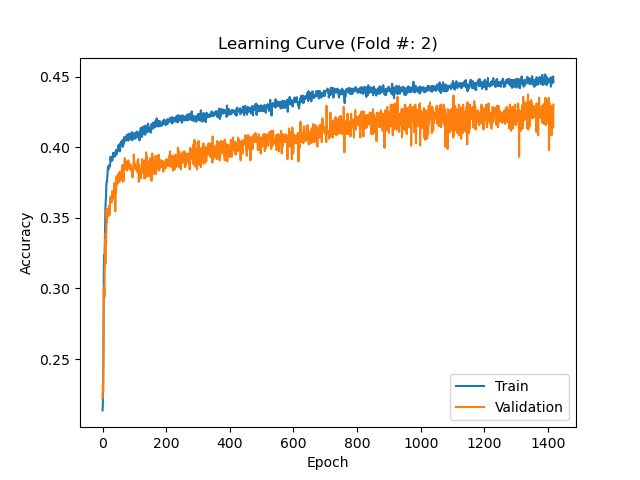 Learning Curve (Fold #: 2)
0.45
0.40
0.35
0.30
0.25
Accuracy
0 200 400 600 800 1000 1200 1400
Epoch
Train
Validation